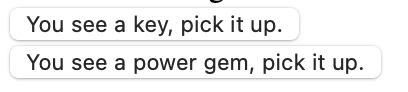 You see a key, pick it up.
You see a power gem, pick it up.